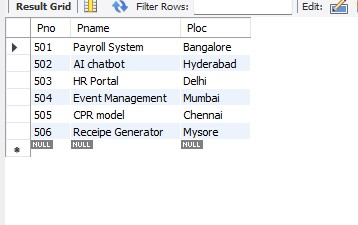 Result Grid Filter Rows: Edit:
Pno Pname Ploc
501 Payroll System Bangalore
502 AI chatbot Hyderabad
503 HR Portal Delhi
504 Event Management Mumbai
505 CPR model Chennai
506 Receipe Generator Mysore
NULL NULL NULL